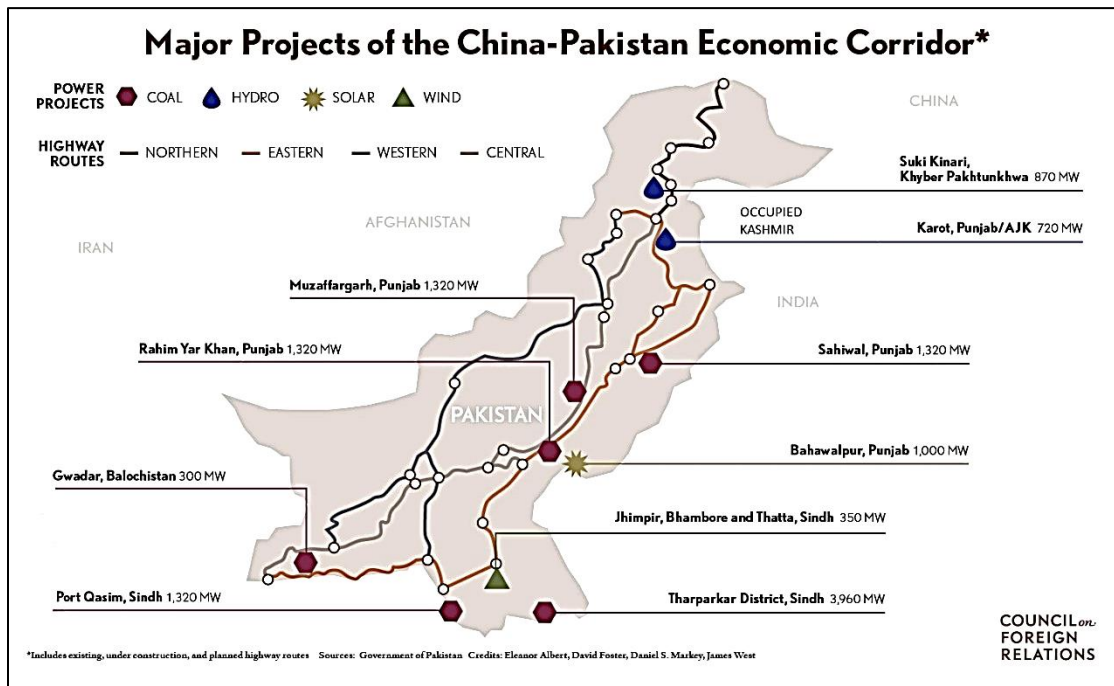 Major Projects of the China-Pakistan Economic Corridor*
POWER
PROJECTS
COAL
HYDRO
SOLAR
WIND
HIGHWAY
ROUTES
NORTHERN
EASTERN
WESTERN
CENTRAL
CHINA
Suki Kinari,
Khyber Pakhtunkhwa 870 MW
AFGHANISTAN
OCCUPIED
KASHMIR
Karot, Punjab/AJK 720 MW
IRAN
Muzaffargarh, Punjab 1,320 MW
INDIA
Rahim Yar Khan, Punjab 1,320 MW
Sahiwal, Punjab 1,320 MW
PAKISTAN
Bahawalpur, Punjab 1,000 MW
Gwadar, Balochistan 300 MW
Jhimpir, Bhambore and Thatta, Sindh 350 MW
Port Qasim, Sindh 1,320 MW
Tharparkar District, Sindh 3,960 MW
COUNCIL on
FOREIGN
RELATIONS
*Includes existing, under construction, and planned highway routes Sources: Government of Pakistan Credits: Eleanor Albert, David Foster, Daniel S. Markey, James West